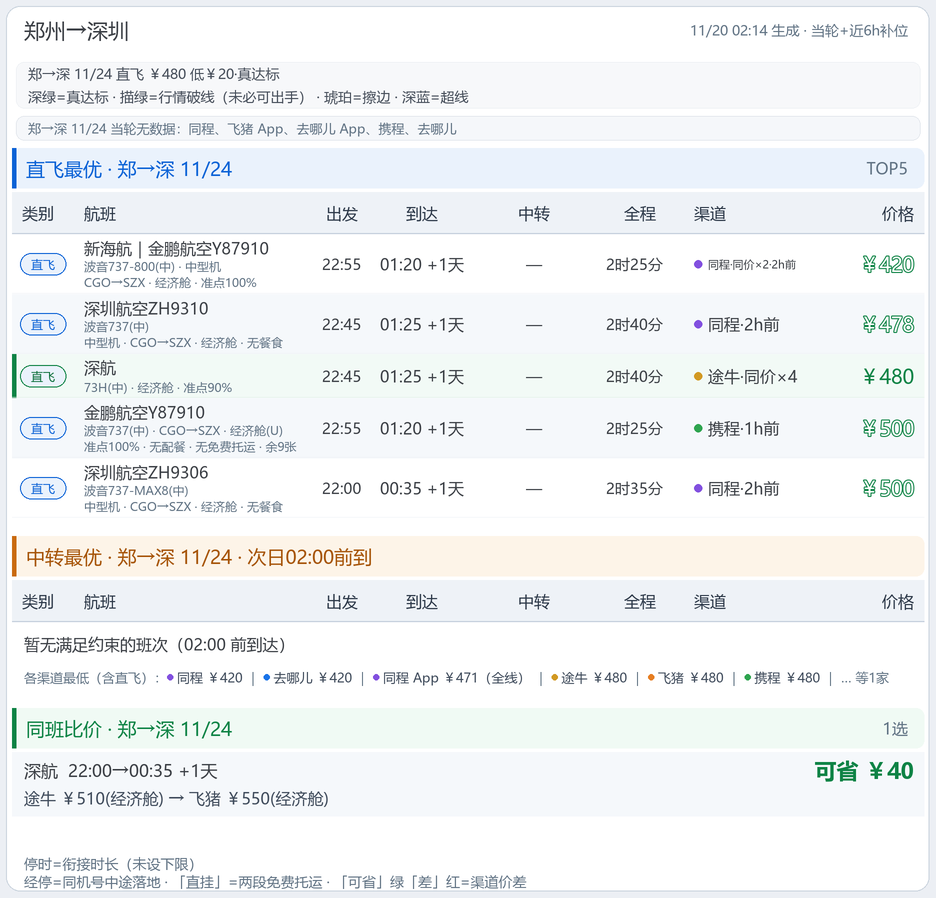 郑州→深圳
11/20 02:14 生成 · 当轮+近6h补位
郑→深 11/24 直飞 ￥480 低￥20·真达标
深绿=真达标 · 描绿=行情破线（未必可出手） · 琥珀=擦边 · 深蓝=超线
郑→深 11/24 当轮无数据：同程、飞猪 App、去哪儿 App、携程、去哪儿
直飞最优 · 郑→深 11/24 TOP5
类别 航班 出发 到达 中转 全程 渠道 价格
新海航｜金鹏航空Y87910
直飞 波音737-800(中) · 中型机 22:55 01:20 +1天 — 2时25分 同程·同价×2·2h前 ￥420
CGO→SZX · 经济舱 · 准点100%
深圳航空ZH9310
直飞 波音737(中) 22:45 01:25 +1天 — 2时40分 同程·2h前 ￥478
中型机 · CGO→SZX · 经济舱 · 无餐食
深航
直飞 22:45 01:25 +1天 — 2时40分 途牛·同价×4 ￥480
73H(中) · 经济舱 · 准点90%
金鹏航空Y87910
直飞 波音737(中) · CGO→SZX · 经济舱(U) 22:55 01:20 +1天 — 2时25分 携程·1h前 ￥500
准点100% · 无配餐 · 无免费托运 · 余9张
深圳航空ZH9306
直飞 波音737-MAX8(中) 22:00 00:35 +1天 — 2时35分 同程·2h前 ￥500
中型机 · CGO→SZX · 经济舱 · 无餐食
中转最优 · 郑→深 11/24 · 次日02:00前到
类别 航班 出发 到达 中转 全程 渠道 价格
暂无满足约束的班次（02:00 前到达）
各渠道最低（含直飞）: 同程 ￥420 | 去哪儿 ￥420 | 同程 App ￥471（全线） | 途牛 ￥480 | 飞猪 ￥480 | 携程 ￥480 | ... 等1家
同班比价 · 郑→深 11/24 1选
深航 22:00→00:35 +1天 可省 ￥40
途牛 ￥510(经济舱) → 飞猪 ￥550(经济舱)
停时=衔接时长（未设下限）
经停=同机号中途落地 · 「直挂」=两段免费托运 · 「可省」绿「差」红=渠道价差